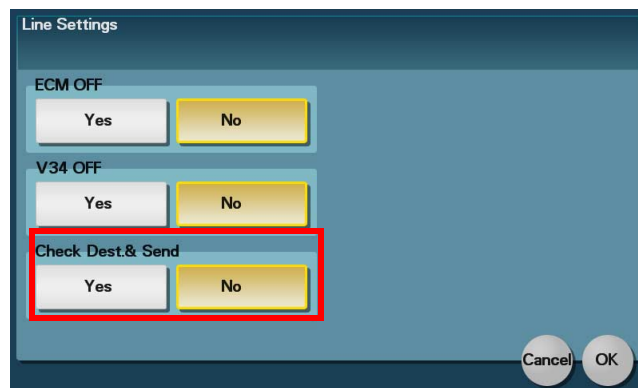 Line Settings
ECM OFF
Yes No
V34 OFF
Yes No
Check Dest.& Send
Yes No
Cancel OK